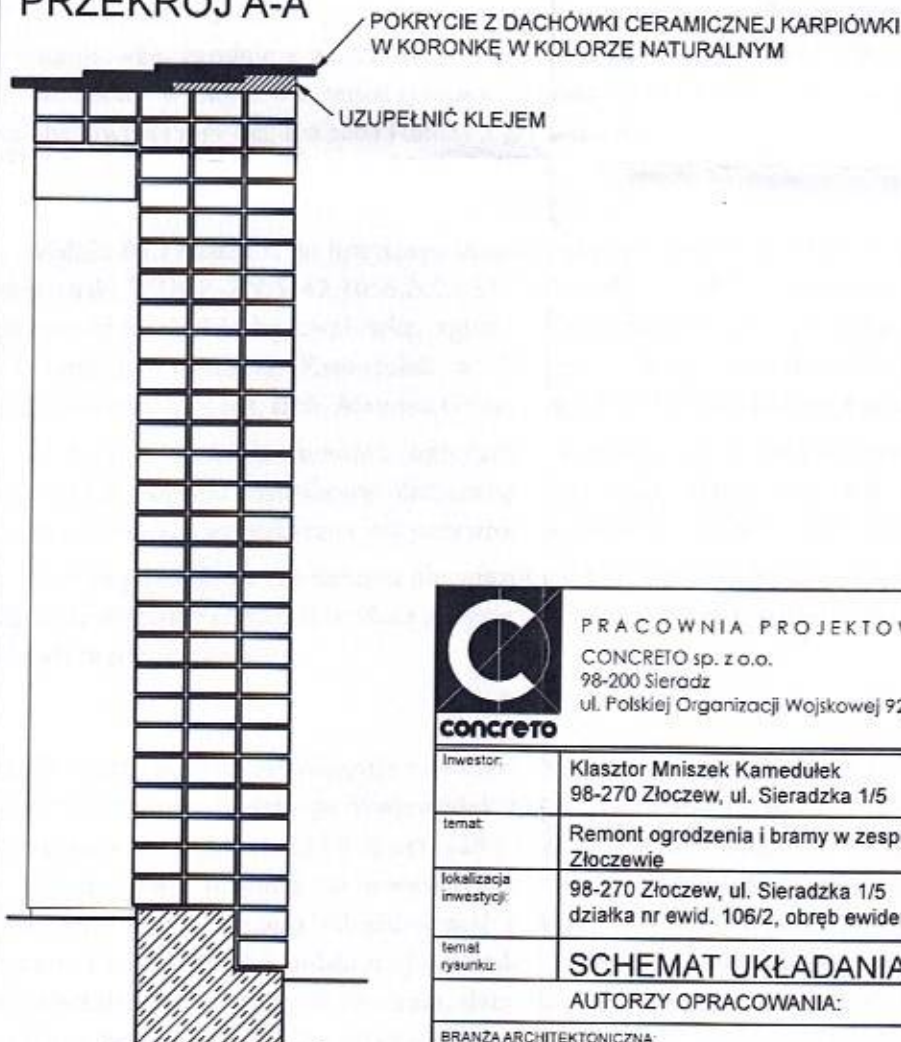 PRZEKRÓJ A-A
POKRYCIE Z DACHÓWKI CERAMICZNEJ KARPIÓWKI
W KORONKĘ W KOLORZE NATURALNYM
UZUPEŁNIĆ KLEJEM
PRACOWNIA PROJEKTOW
CONCRETO sp. z o.o.
98-200 Sieradz
ul. Polskiej Organizacji Wojskowej 92
concreto
Inwestor:
Klasztor Mniszek Kamedułek
98-270 Złoczew, ul. Sieradzka 1/5
temat:
Remont ogrodzenia i bramy w zesp
Złoczewie
lokalizacja
inwestycji:
98-270 Złoczew, ul. Sieradzka 1/5
działka nr ewid. 106/2, obręb ewide
temat
rysunku:
SCHEMAT UKŁADANIA
AUTORZY OPRACOWANIA:
BRANŻA ARCHITEKTONICZNA: